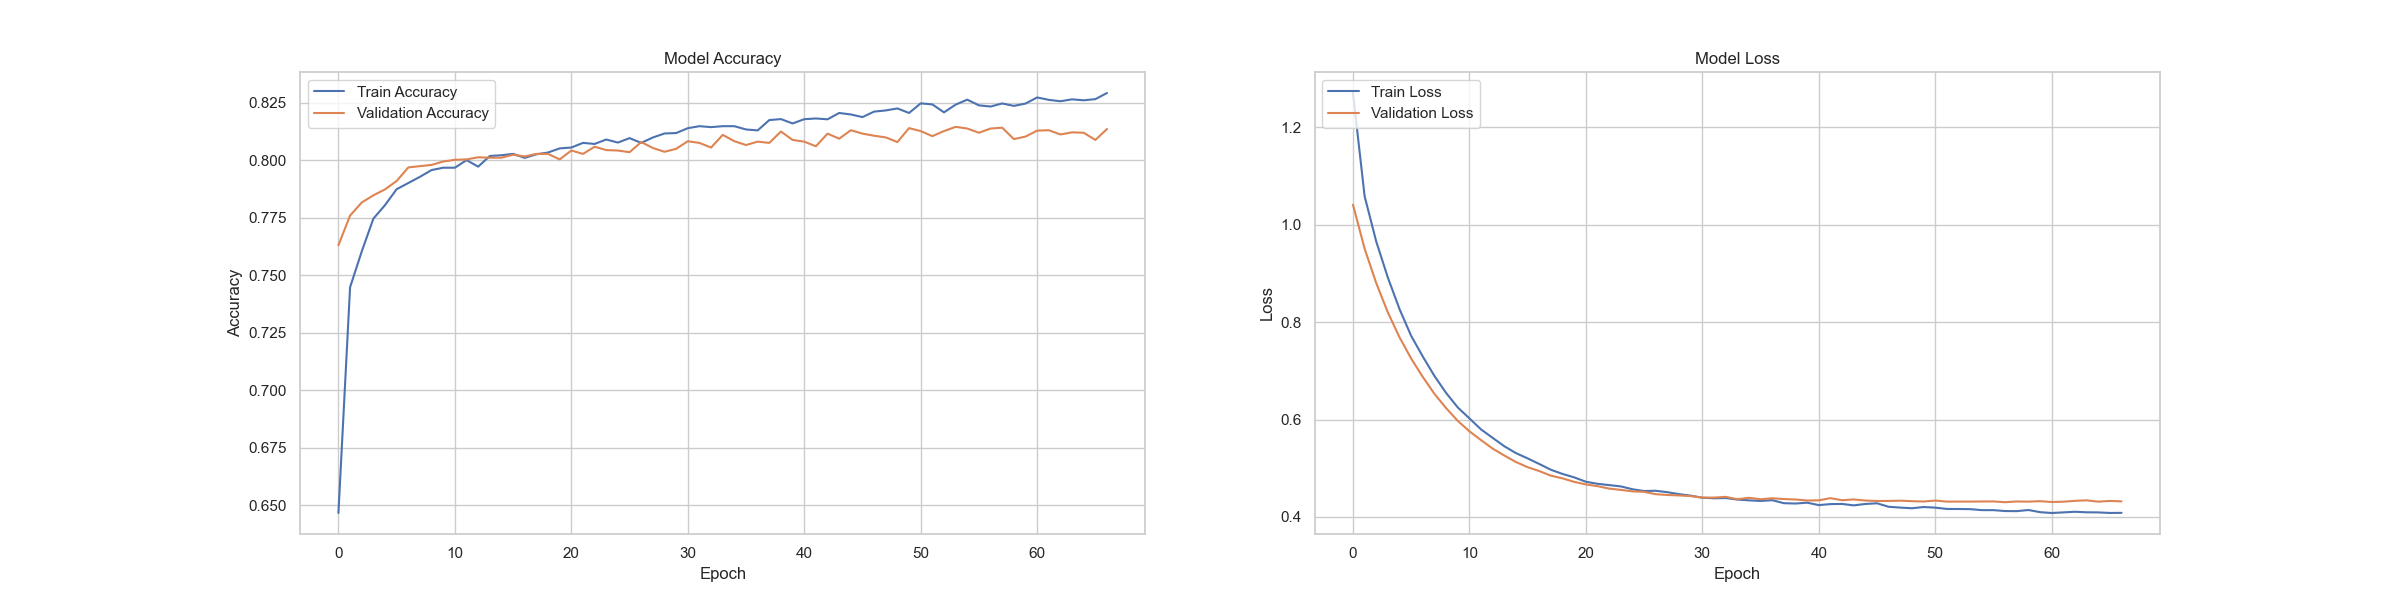 Model Accuracy
Train Accuracy
Validation Accuracy
0.825
0.800
0.775
0.750
0.725
0.700
0.675
0.650
Accuracy
0 10 20 30 40 50 60
Epoch
Model Loss
Train Loss
Validation Loss
1.2
1.0
0.8
0.6
0.4
Loss
0 10 20 30 40 50 60
Epoch